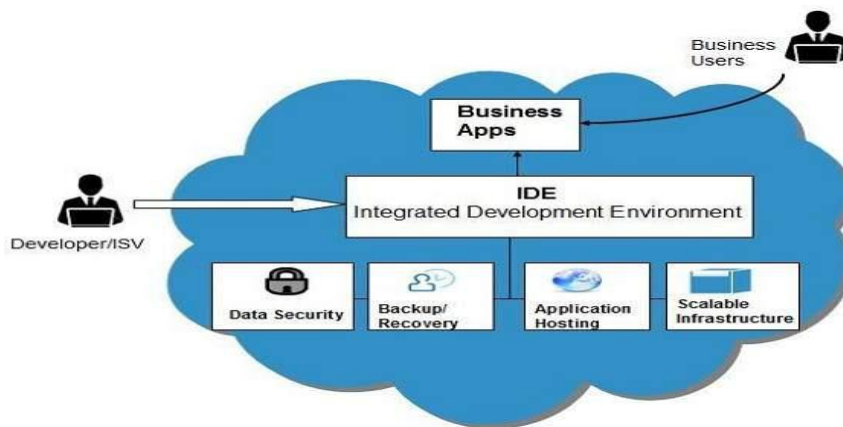 Business
Users
Business
Apps
IDE
Integrated Development Environment
Developer/ISV
Data Security
Backup/
Recovery
Application
Hosting
Scalable
Infrastructure